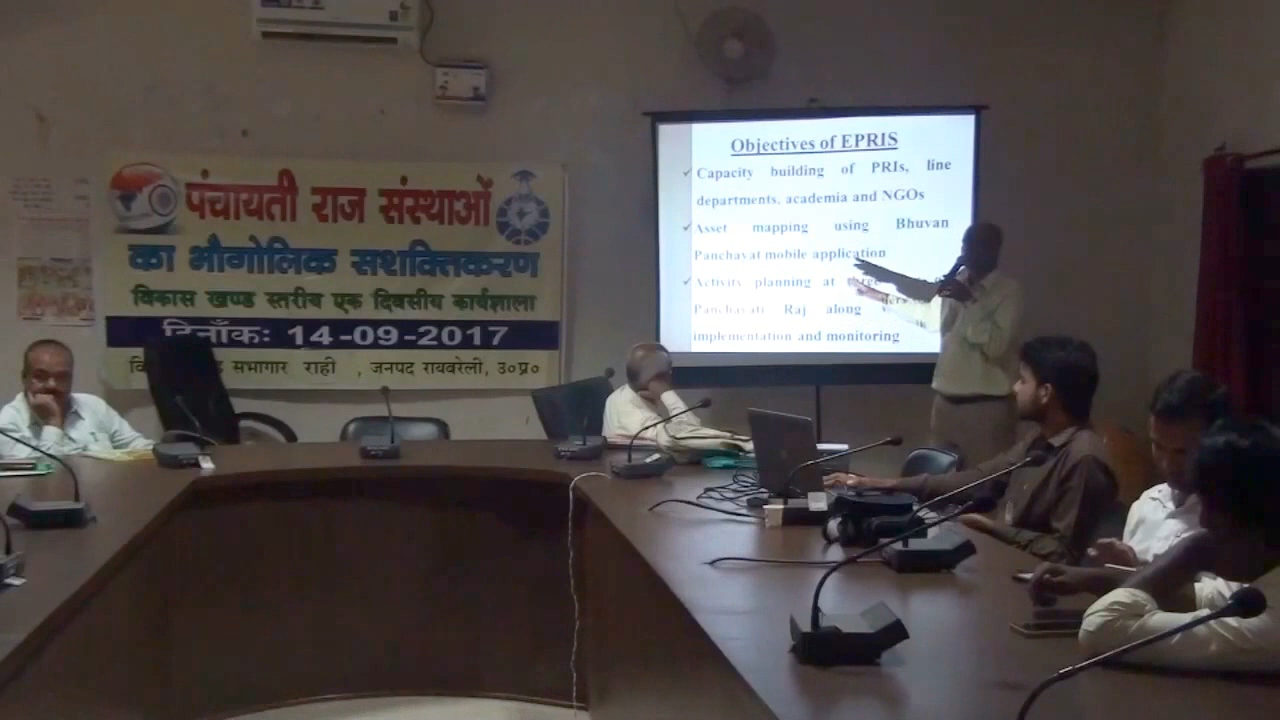 पंचायती राज संस्थाओं
का भौगोलिक सशक्तिकरण
विकास खण्ड स्तरीय एक दिवसीय कार्यज्ञाला
दिनाँकः 14-09-2017
सभागार राही , जनपद रायबरेली, उ०प्र०
Objectives of EPRIS
✓ Capacity building of PRIs, line
departments, academia and NGOs
✓ Asset mapping using Bhuvan
Panchayat mobile application
✓ Activity planning at three
Panchayati Raj along
implementation and monitoring